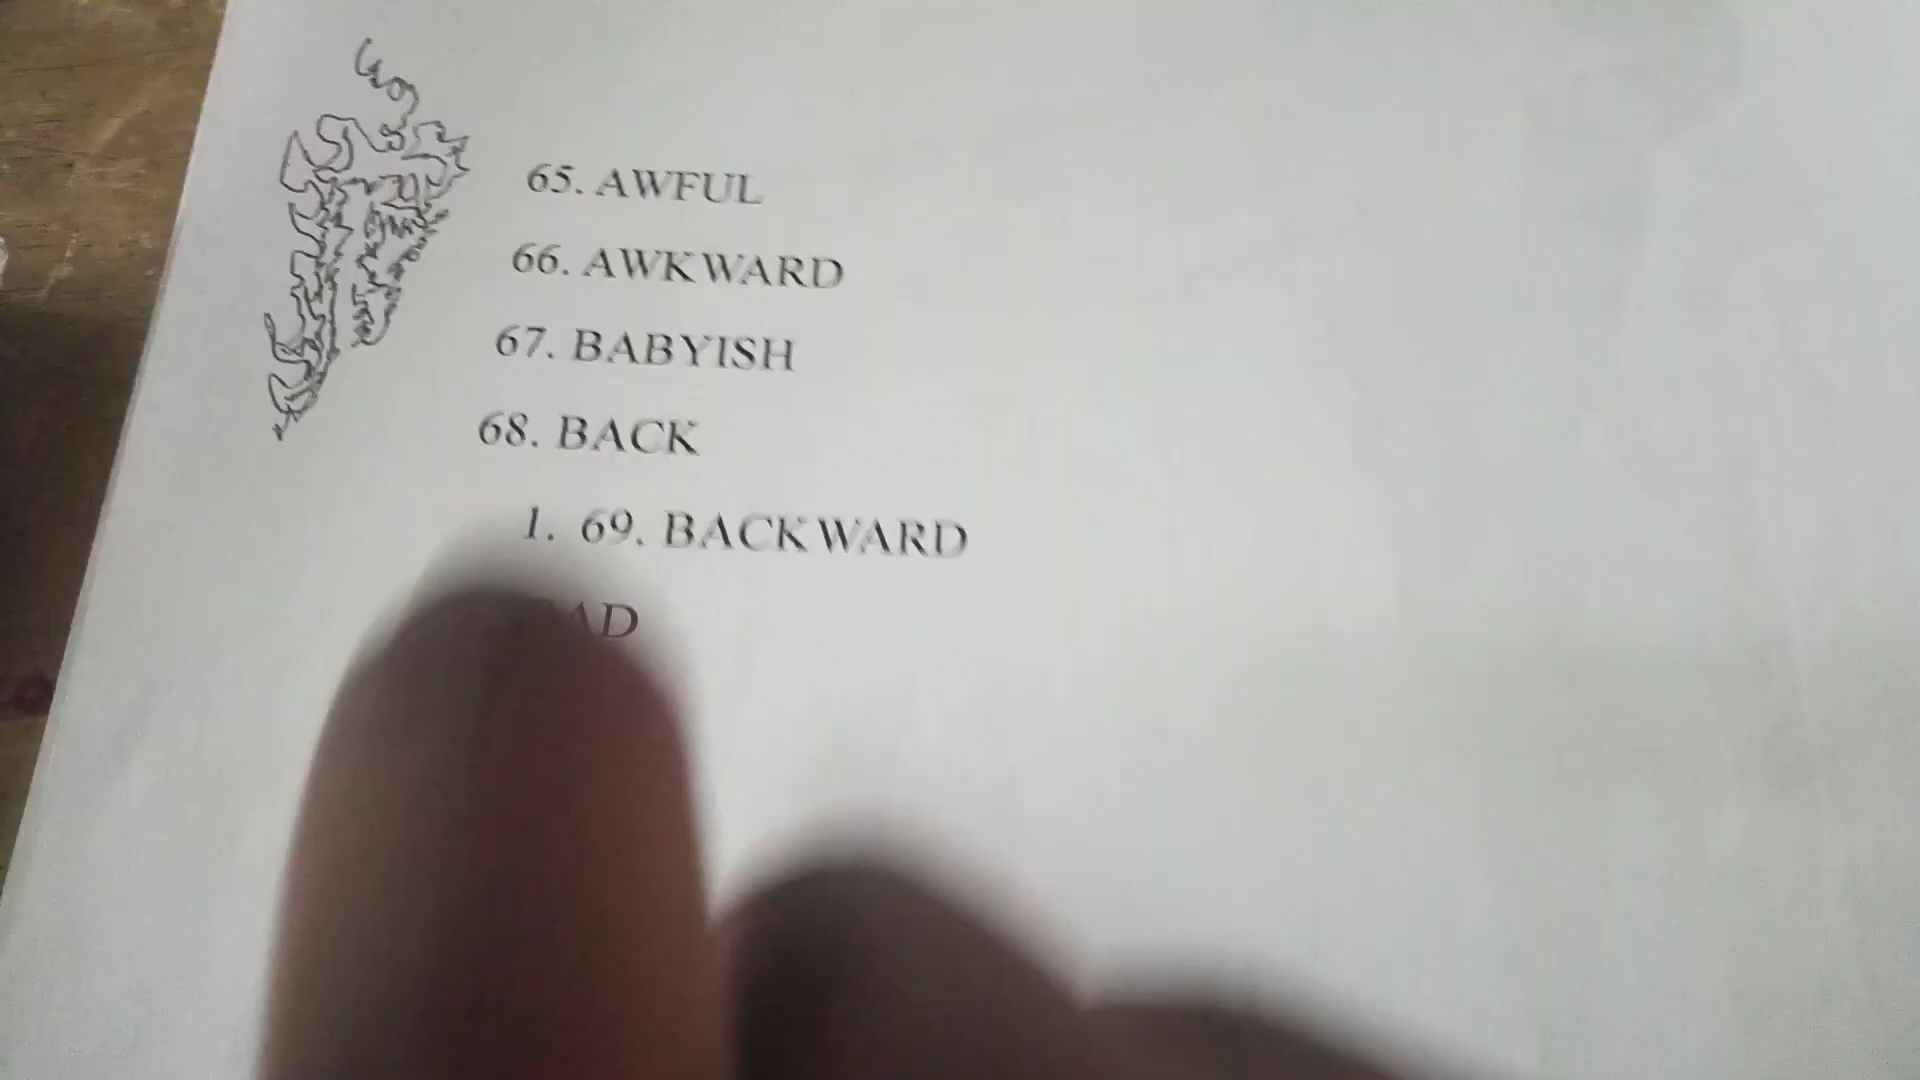 65. AWFUL
66. AWKWARD
67. BABYISH
68. BACK
1. 69. BACKWARD